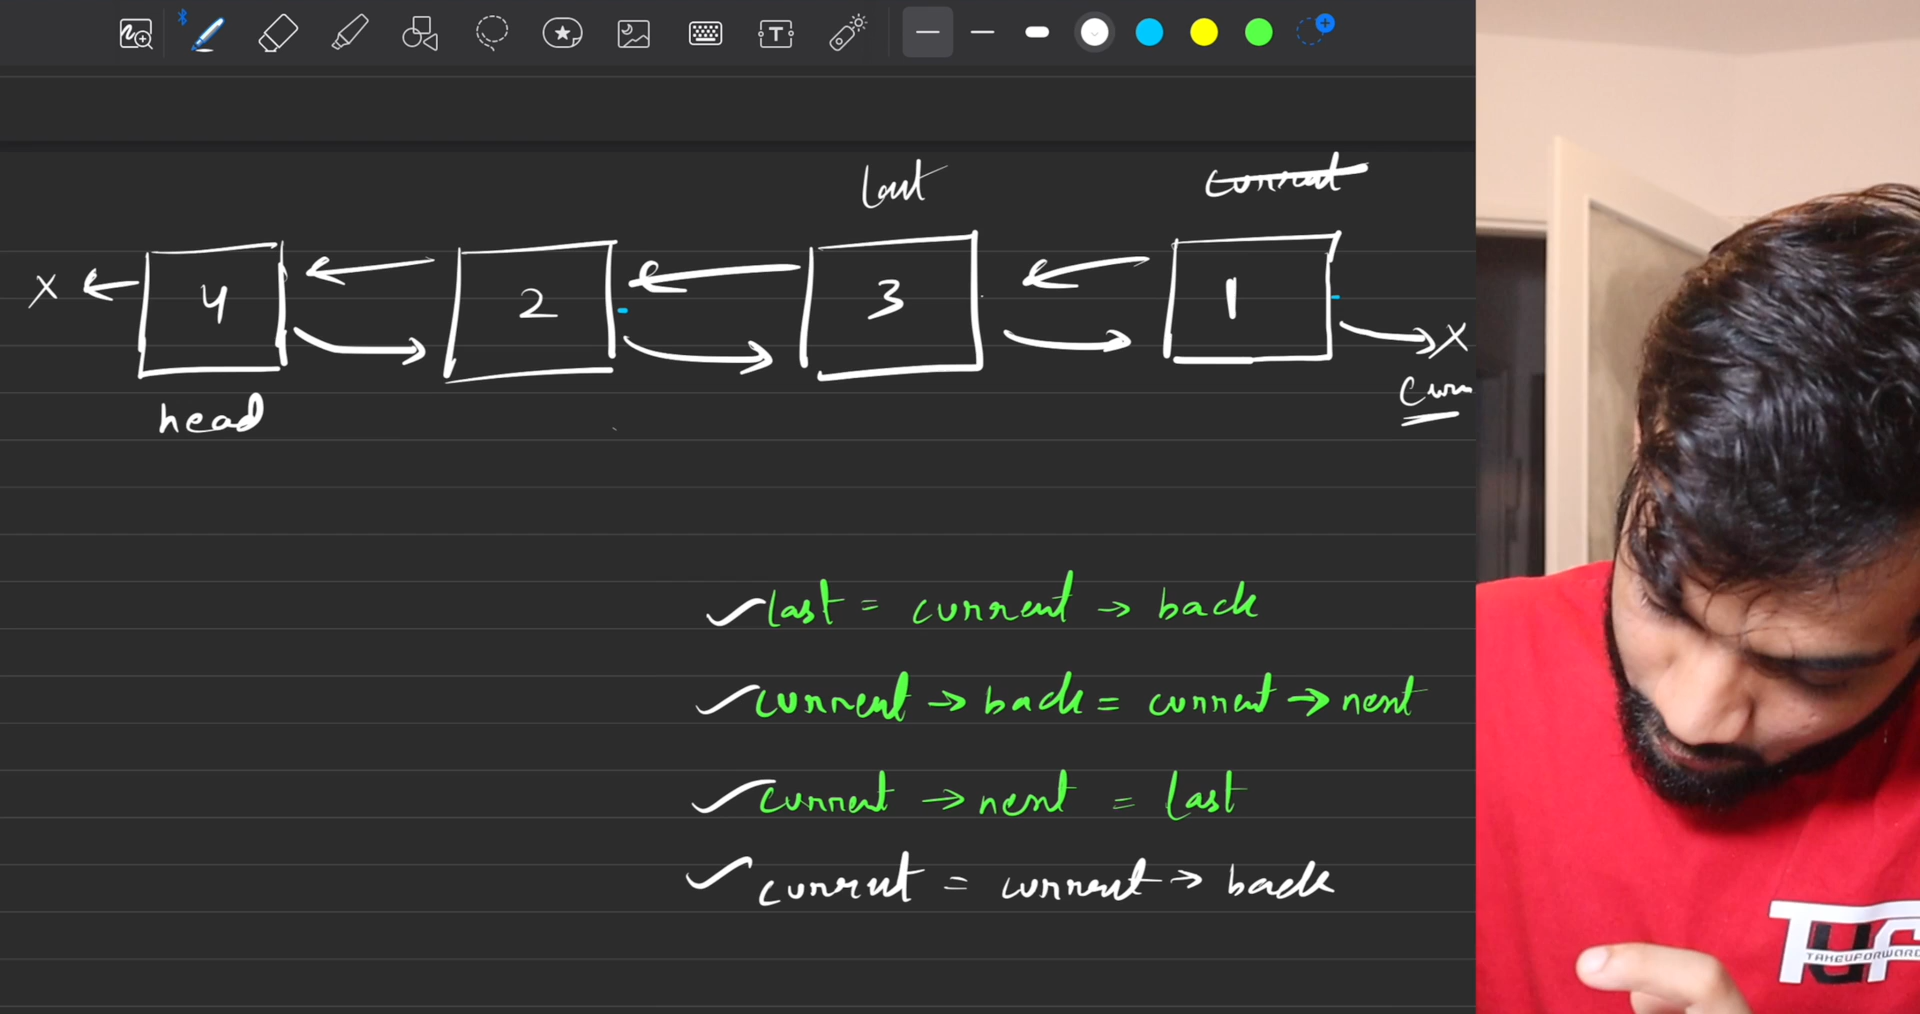 last
current
x 4 2 3 1 x
curr
head
last = current → back
current → back = current → next
current → next = last
current = current → back
TUF
TAKEUFORWARD